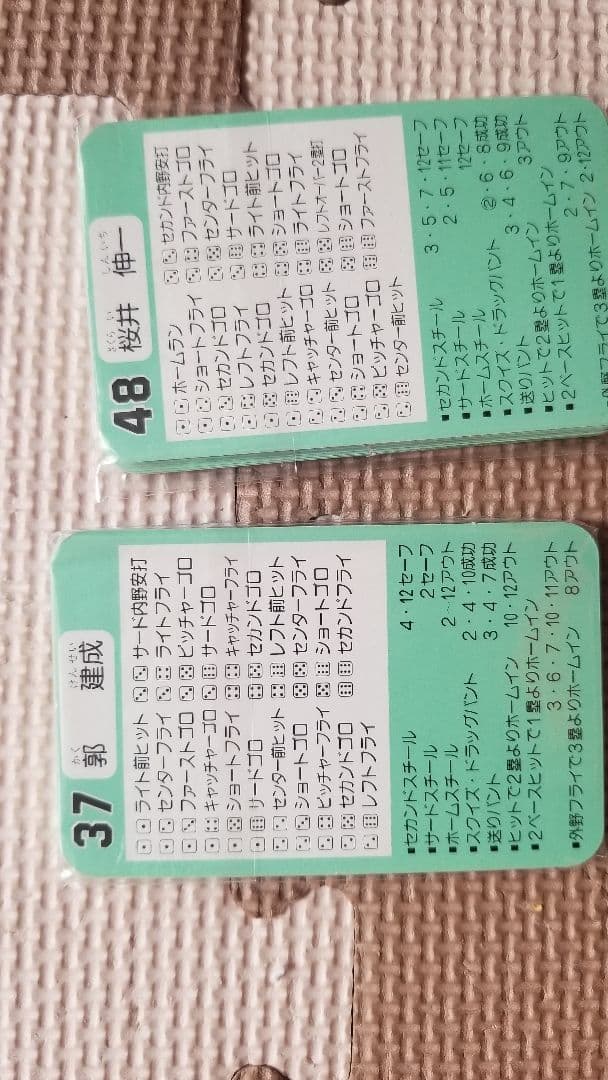 37 郭 建成
かく けんせい
ライト前ヒット サード内野安打
センターフライ ライトフライ
ファーストゴロ ピッチャーゴロ
キャッチャーゴロ サードゴロ
ショートフライ キャッチャーフライ
サードゴロ セカンドゴロ
センター前ヒット レフト前ヒット
ショートゴロ センターフライ
ピッチャーフライ ショートゴロ
セカンドゴロ セカンドフライ
レフトフライ
■セカンドスチール 4・12セーフ
■サードスチール 2セーフ
■ホームスチール 2~12アウト
■スクイズ・ドラッグバント 2・4・10成功
■送りバント 3・4・7成功
■ヒットで2塁よりホームイン 10・12アウト
■2ベースヒットで1塁よりホームイン
3・6・7・10・11アウト
■外野フライで3塁よりホームイン 8アウト
48 桜井 伸一
さくらい しんいち
ホームラン セカンド内野安打
ショートフライ ファーストゴロ
セカンドゴロ センターフライ
レフトフライ サードゴロ
セカンドゴロ ライト前ヒット
レフト前ヒット ショートゴロ
キャッチャーゴロ ライトフライ
センター前ヒット レフトオーバー2塁打
ショートゴロ ショートゴロ
ピッチャーゴロ ファーストフライ
センター前ヒット
■セカンドスチール 3・5・7・12セーフ
■サードスチール 2・5・11セーフ
■ホームスチール 12セーフ
■スクイズ・ドラッグバント ②・6・8成功
■送りバント 3・4・6・9成功
■ヒットで2塁よりホームイン 3アウト
■2ベースヒットで1塁よりホームイン
2・7・9アウト
■外野フライで3塁よりホームイン 2・12アウト